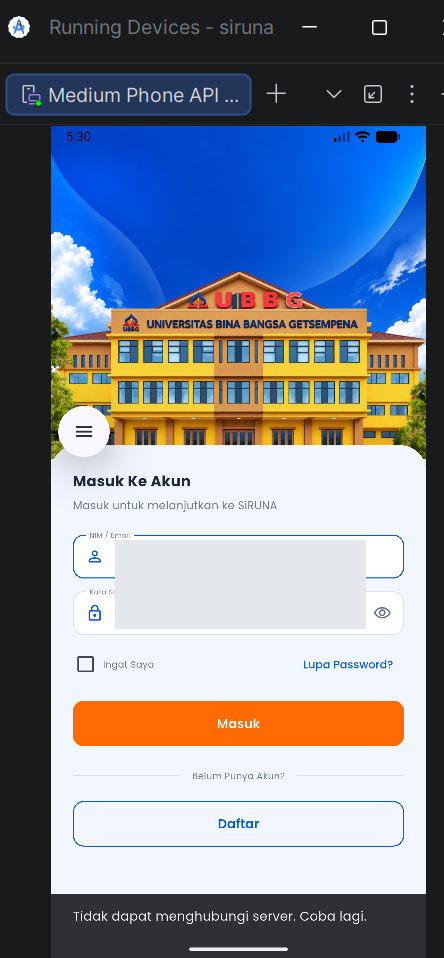 Running Devices - siruna
Medium Phone API ...
5:30
UBBG
UBBG
UNIVERSITAS BINA BANGSA GETSEMPENA
Masuk Ke Akun
Masuk untuk melanjutkan ke SiRUNA
NIM / Email
Kata
Ingat Saya
Lupa Password?
Masuk
Belum Punya Akun?
Daftar
Tidak dapat menghubungi server. Coba lagi.